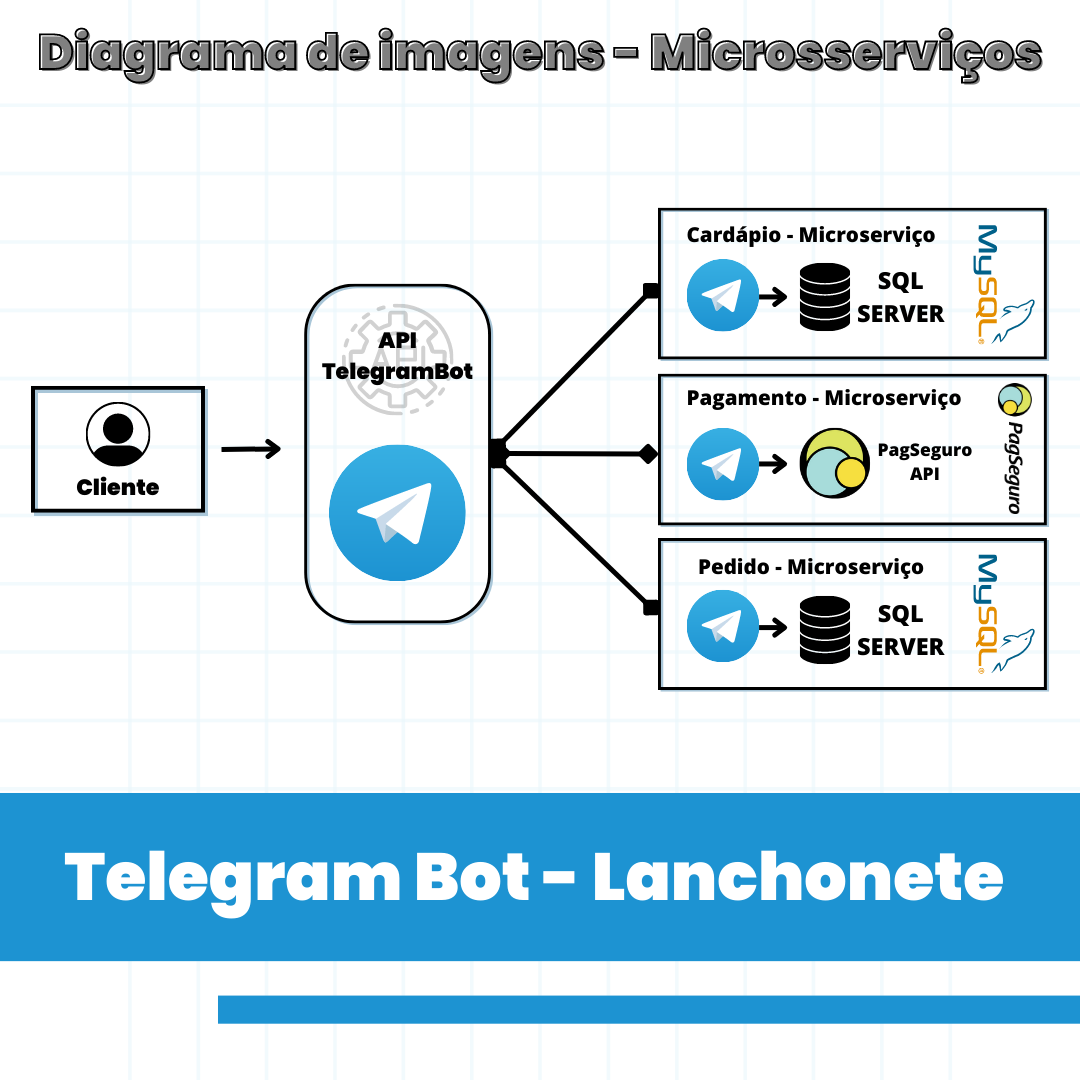 Diagrama de imagens - Microsserviços
Cliente
API
TelegramBot
Cardápio - Microserviço
SQL
SERVER
MySQL®
Pagamento - Microserviço
PagSeguro
API
PagSeguro
Pedido - Microserviço
SQL
SERVER
MySQL®
Telegram Bot - Lanchonete